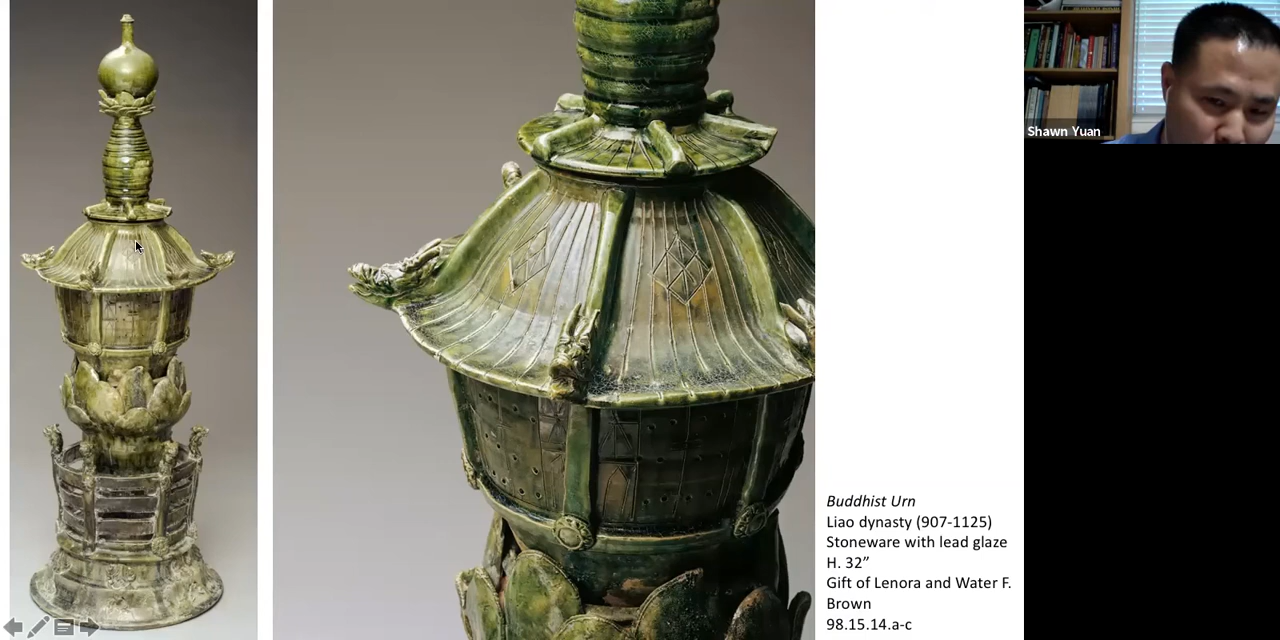 Shawn Yuan
Buddhist Urn
Liao dynasty (907-1125)
Stoneware with lead glaze
H. 32”
Gift of Lenora and Water F.
Brown
98.15.14.a-c